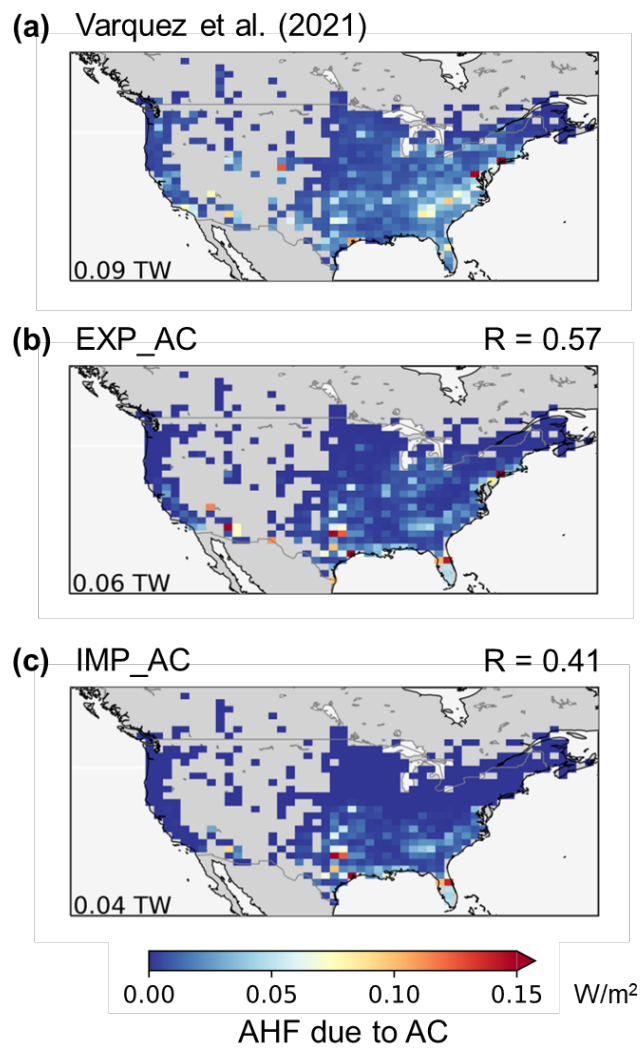 (a) Varquez et al. (2021)
0.09 TW
(b) EXP_AC R = 0.57
0.06 TW
(c) IMP_AC R = 0.41
0.04 TW
0.00 0.05 0.10 0.15 W/m²
AHF due to AC